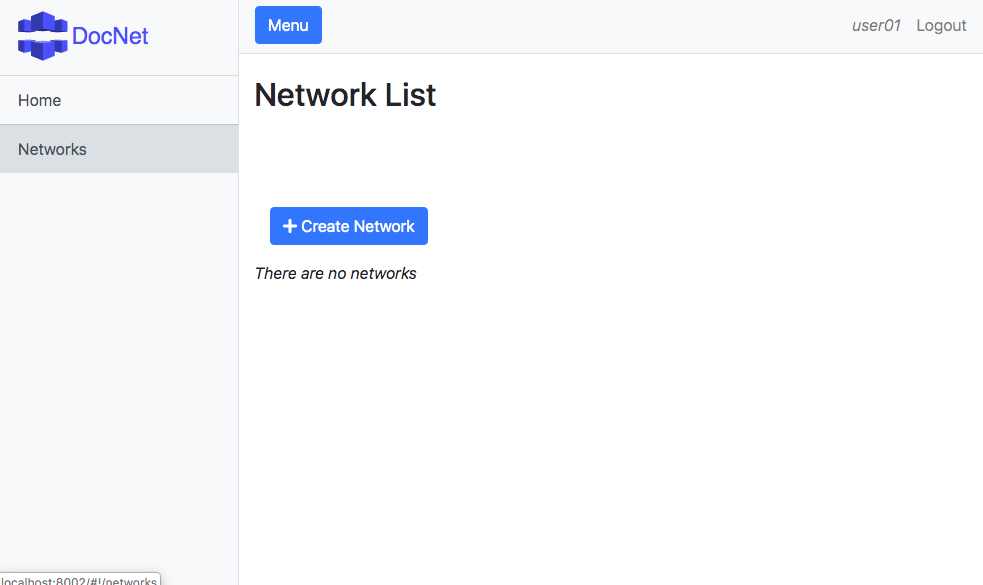 DocNet
Menu
user01
Logout
Home
Networks
Network List
Create Network
There are no networks
localhost:8002/#!/networks